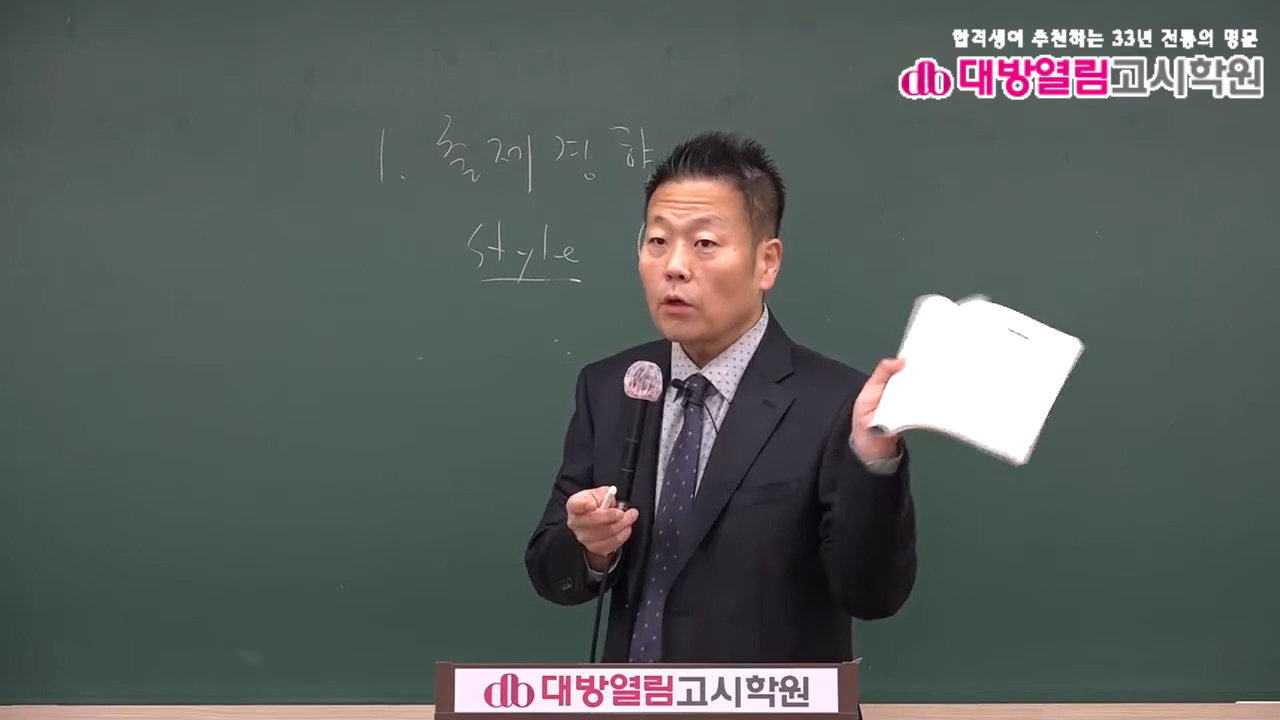 합격생이 추천하는 33년 전통의 명문
대방열림고시학원
1. 출제경향
style
대방열림고시학원